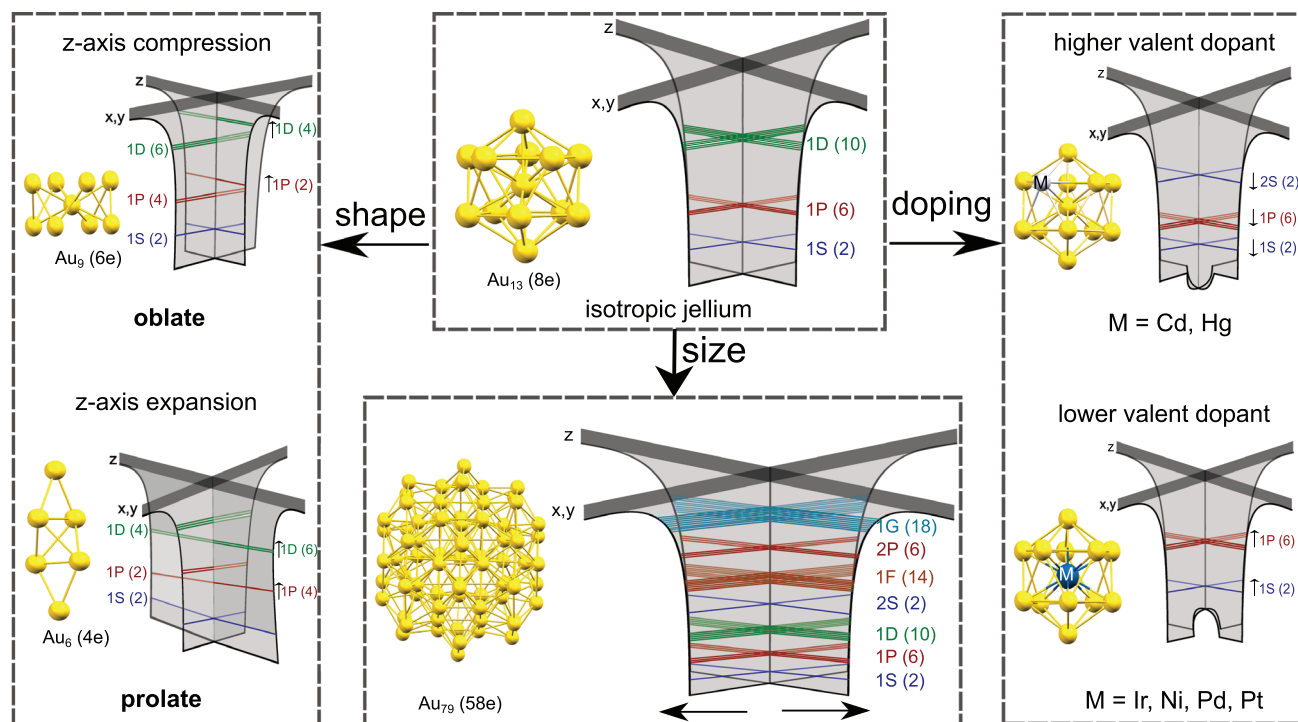 z-axis compression
z
x,y
↑1D (4)
1D (6)
↑1P (2)
1P (4)
1S (2)
Au₉ (6e)
oblate
z-axis expansion
z
x,y
1D (4)
↑1D (6)
1P (2)
↑1P (4)
1S (2)
Au₆ (4e)
prolate
shape
z
x,y
1D (10)
1P (6)
1S (2)
Au₁₃ (8e)
isotropic jellium
size
z
x,y
1G (18)
2P (6)
1F (14)
2S (2)
1D (10)
1P (6)
1S (2)
Au₇₉ (58e)
doping
higher valent dopant
z
x,y
M
↓2S (2)
↓1P (6)
↓1S (2)
M = Cd, Hg
lower valent dopant
z
x,y
↑1P (6)
M
↑1S (2)
M = Ir, Ni, Pd, Pt